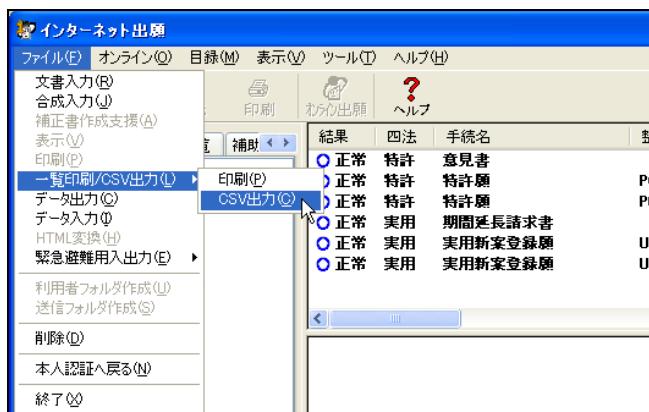 インターネット出願
ファイル(F) オンライン(O) 目録(M) 表示(V) ツール(T) ヘルプ(H)
文書入力(R)
合成入力(J)
補正書作成支援(A)
表示(V)
印刷(P)
一覧印刷/CSV出力(L)
データ出力(O)
データ入力(I)
HTML変換(H)
緊急避難用入出力(E)
利用者フォルダ作成(U)
送信フォルダ作成(S)
削除(D)
本人認証へ戻る(N)
終了(X)
印刷(P)
CSV出力(C)
印刷 オンライン出願 ヘルプ
補助
結果 四法 手続名
正常 特許 意見書
正常 特許 特許願
正常 特許 特許願
正常 実用 期間延長請求書
正常 実用 実用新案登録願
正常 実用 実用新案登録願